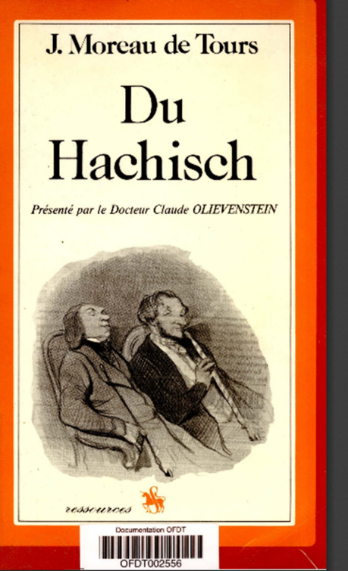 J. Moreau de Tours
Du
Hachisch
Présenté par le Docteur Claude OLIEVENSTEIN
ressources
Documentation OFDT
OFDT002556